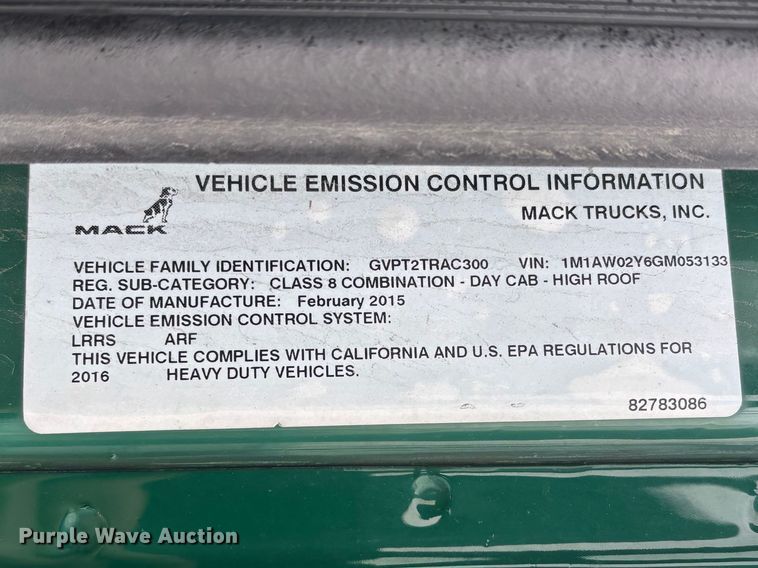 VEHICLE EMISSION CONTROL INFORMATION
MACK
MACK TRUCKS, INC.
VEHICLE FAMILY IDENTIFICATION: GVPT2TRAC300 VIN: 1M1AW02Y6GM053133
REG. SUB-CATEGORY: CLASS 8 COMBINATION - DAY CAB - HIGH ROOF
DATE OF MANUFACTURE: February 2015
VEHICLE EMISSION CONTROL SYSTEM:
LRRS ARF
THIS VEHICLE COMPLIES WITH CALIFORNIA AND U.S. EPA REGULATIONS FOR
2016 HEAVY DUTY VEHICLES.
82783086
Purple Wave Auction